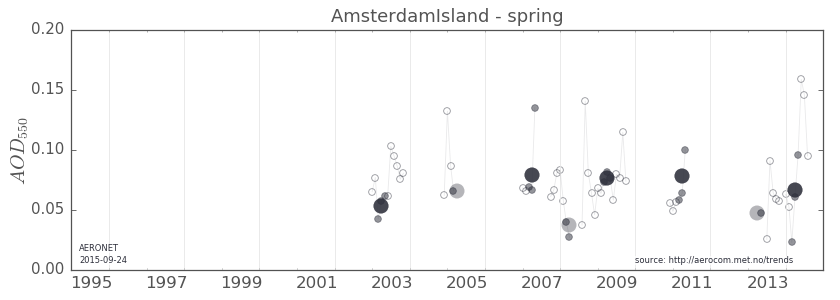 AmsterdamIsland - spring
0.20
0.15
0.10
0.05
0.00
AOD550
AERONET
2015-09-24
source: http://aerocom.met.no/trends
1995 1997 1999 2001 2003 2005 2007 2009 2011 2013